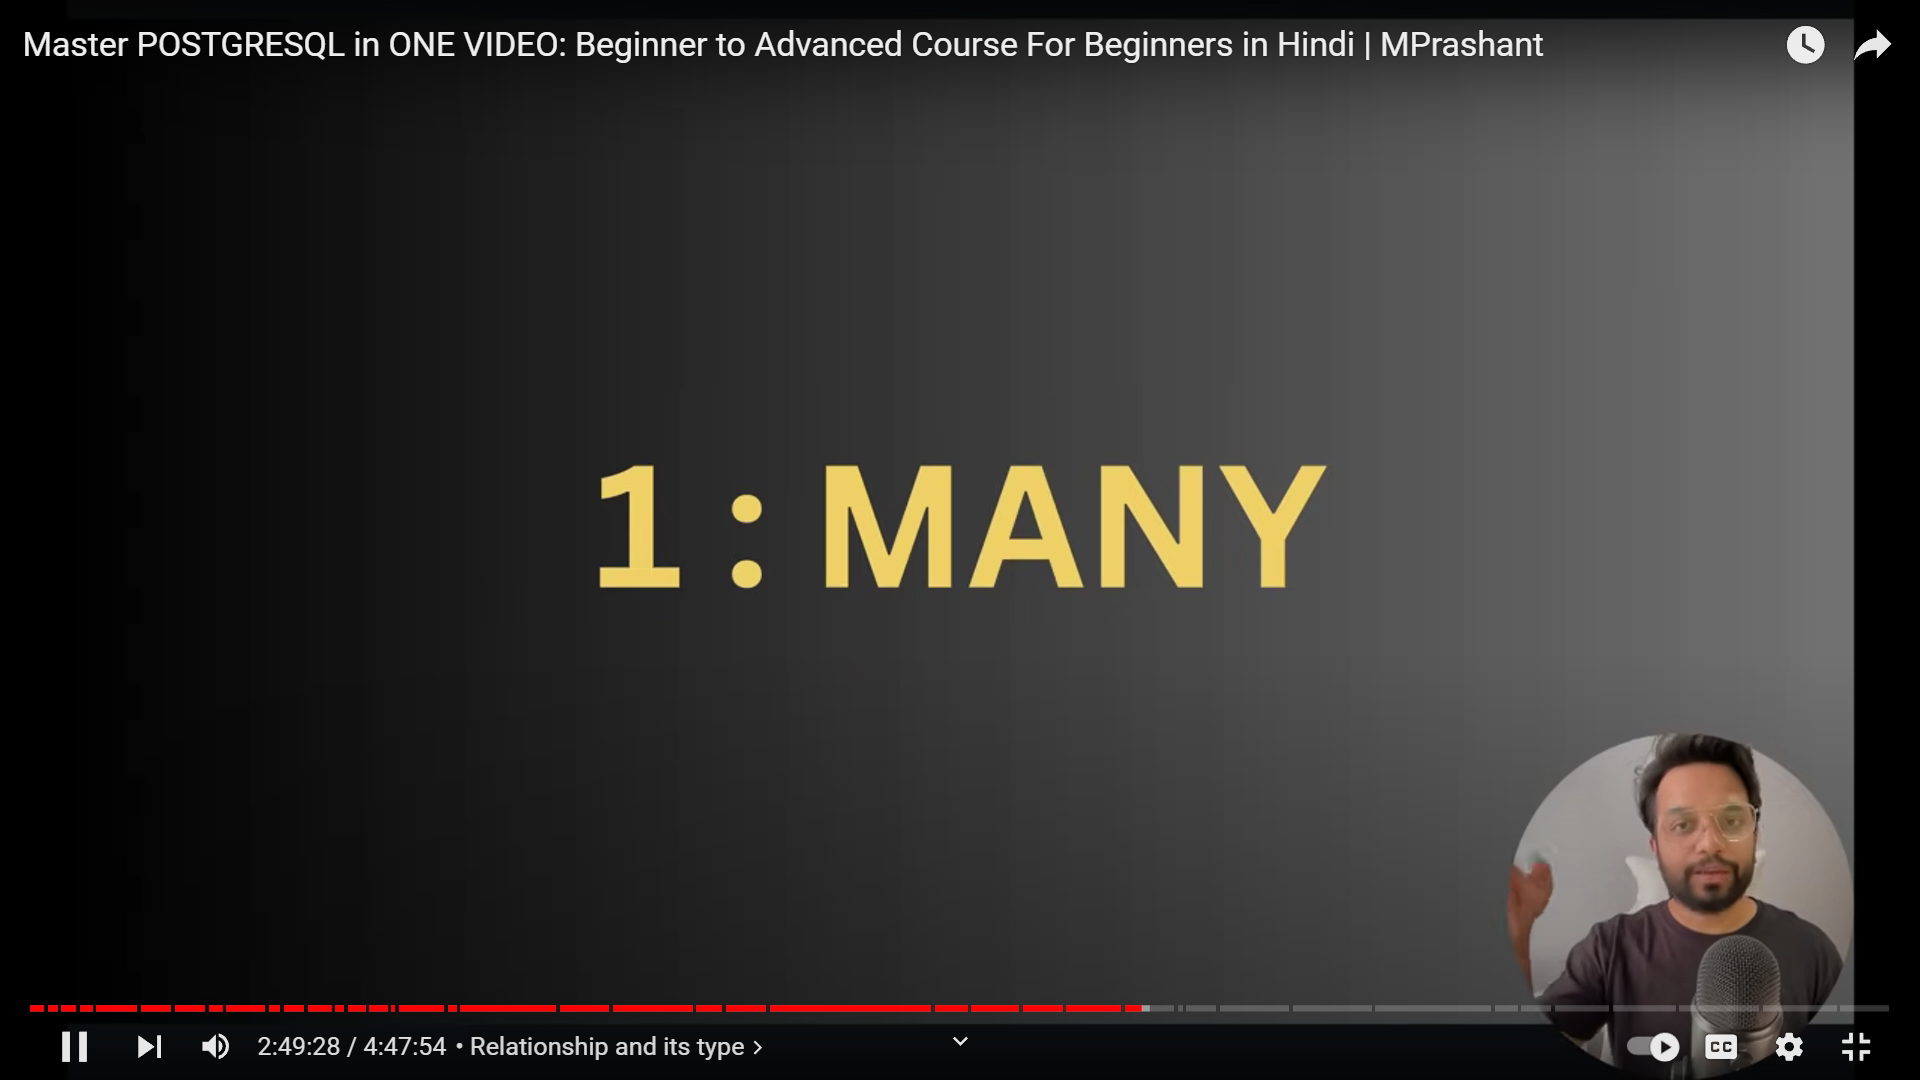 Master POSTGRESQL in ONE VIDEO: Beginner to Advanced Course For Beginners in Hindi | MPrashant
1 : MANY
2:49:28 / 4:47:54 • Relationship and its type >
CC